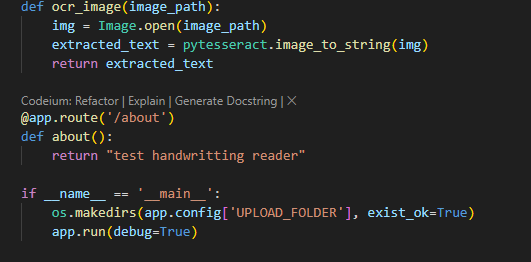 def ocr_image(image_path):
    img = Image.open(image_path)
    extracted_text = pytesseract.image_to_string(img)
    return extracted_text
Codeium: Refactor | Explain | Generate Docstring | ×
@app.route('/about')
def about():
    return "test handwritting reader"
if __name__ == '__main__':
    os.makedirs(app.config['UPLOAD_FOLDER'], exist_ok=True)
    app.run(debug=True)